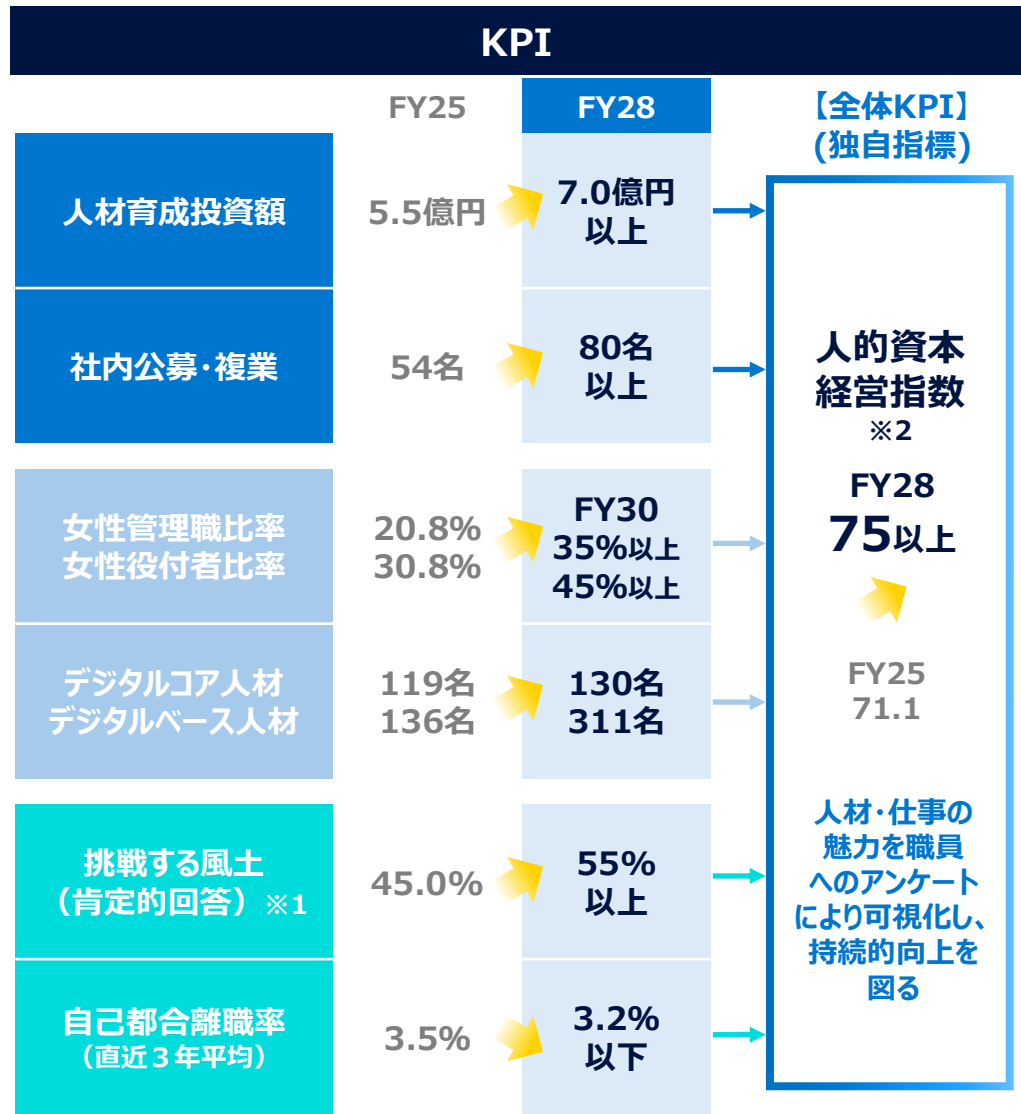 KPI
FY25
FY28
【全体KPI】
(独自指標)
人材育成投資額
5.5億円
7.0億円
以上
社内公募・複業
54名
80名
以上
女性管理職比率
女性役付者比率
20.8%
30.8%
FY30
35%以上
45%以上
デジタルコア人材
デジタルベース人材
119名
136名
130名
311名
挑戦する風土
（肯定的回答）※1
45.0%
55%
以上
自己都合離職率
（直近３年平均）
3.5%
3.2%
以下
人的資本
経営指数
※2
FY28
75以上
FY25
71.1
人材・仕事の
魅力を職員
へのアンケート
により可視化し、
持続的向上を
図る